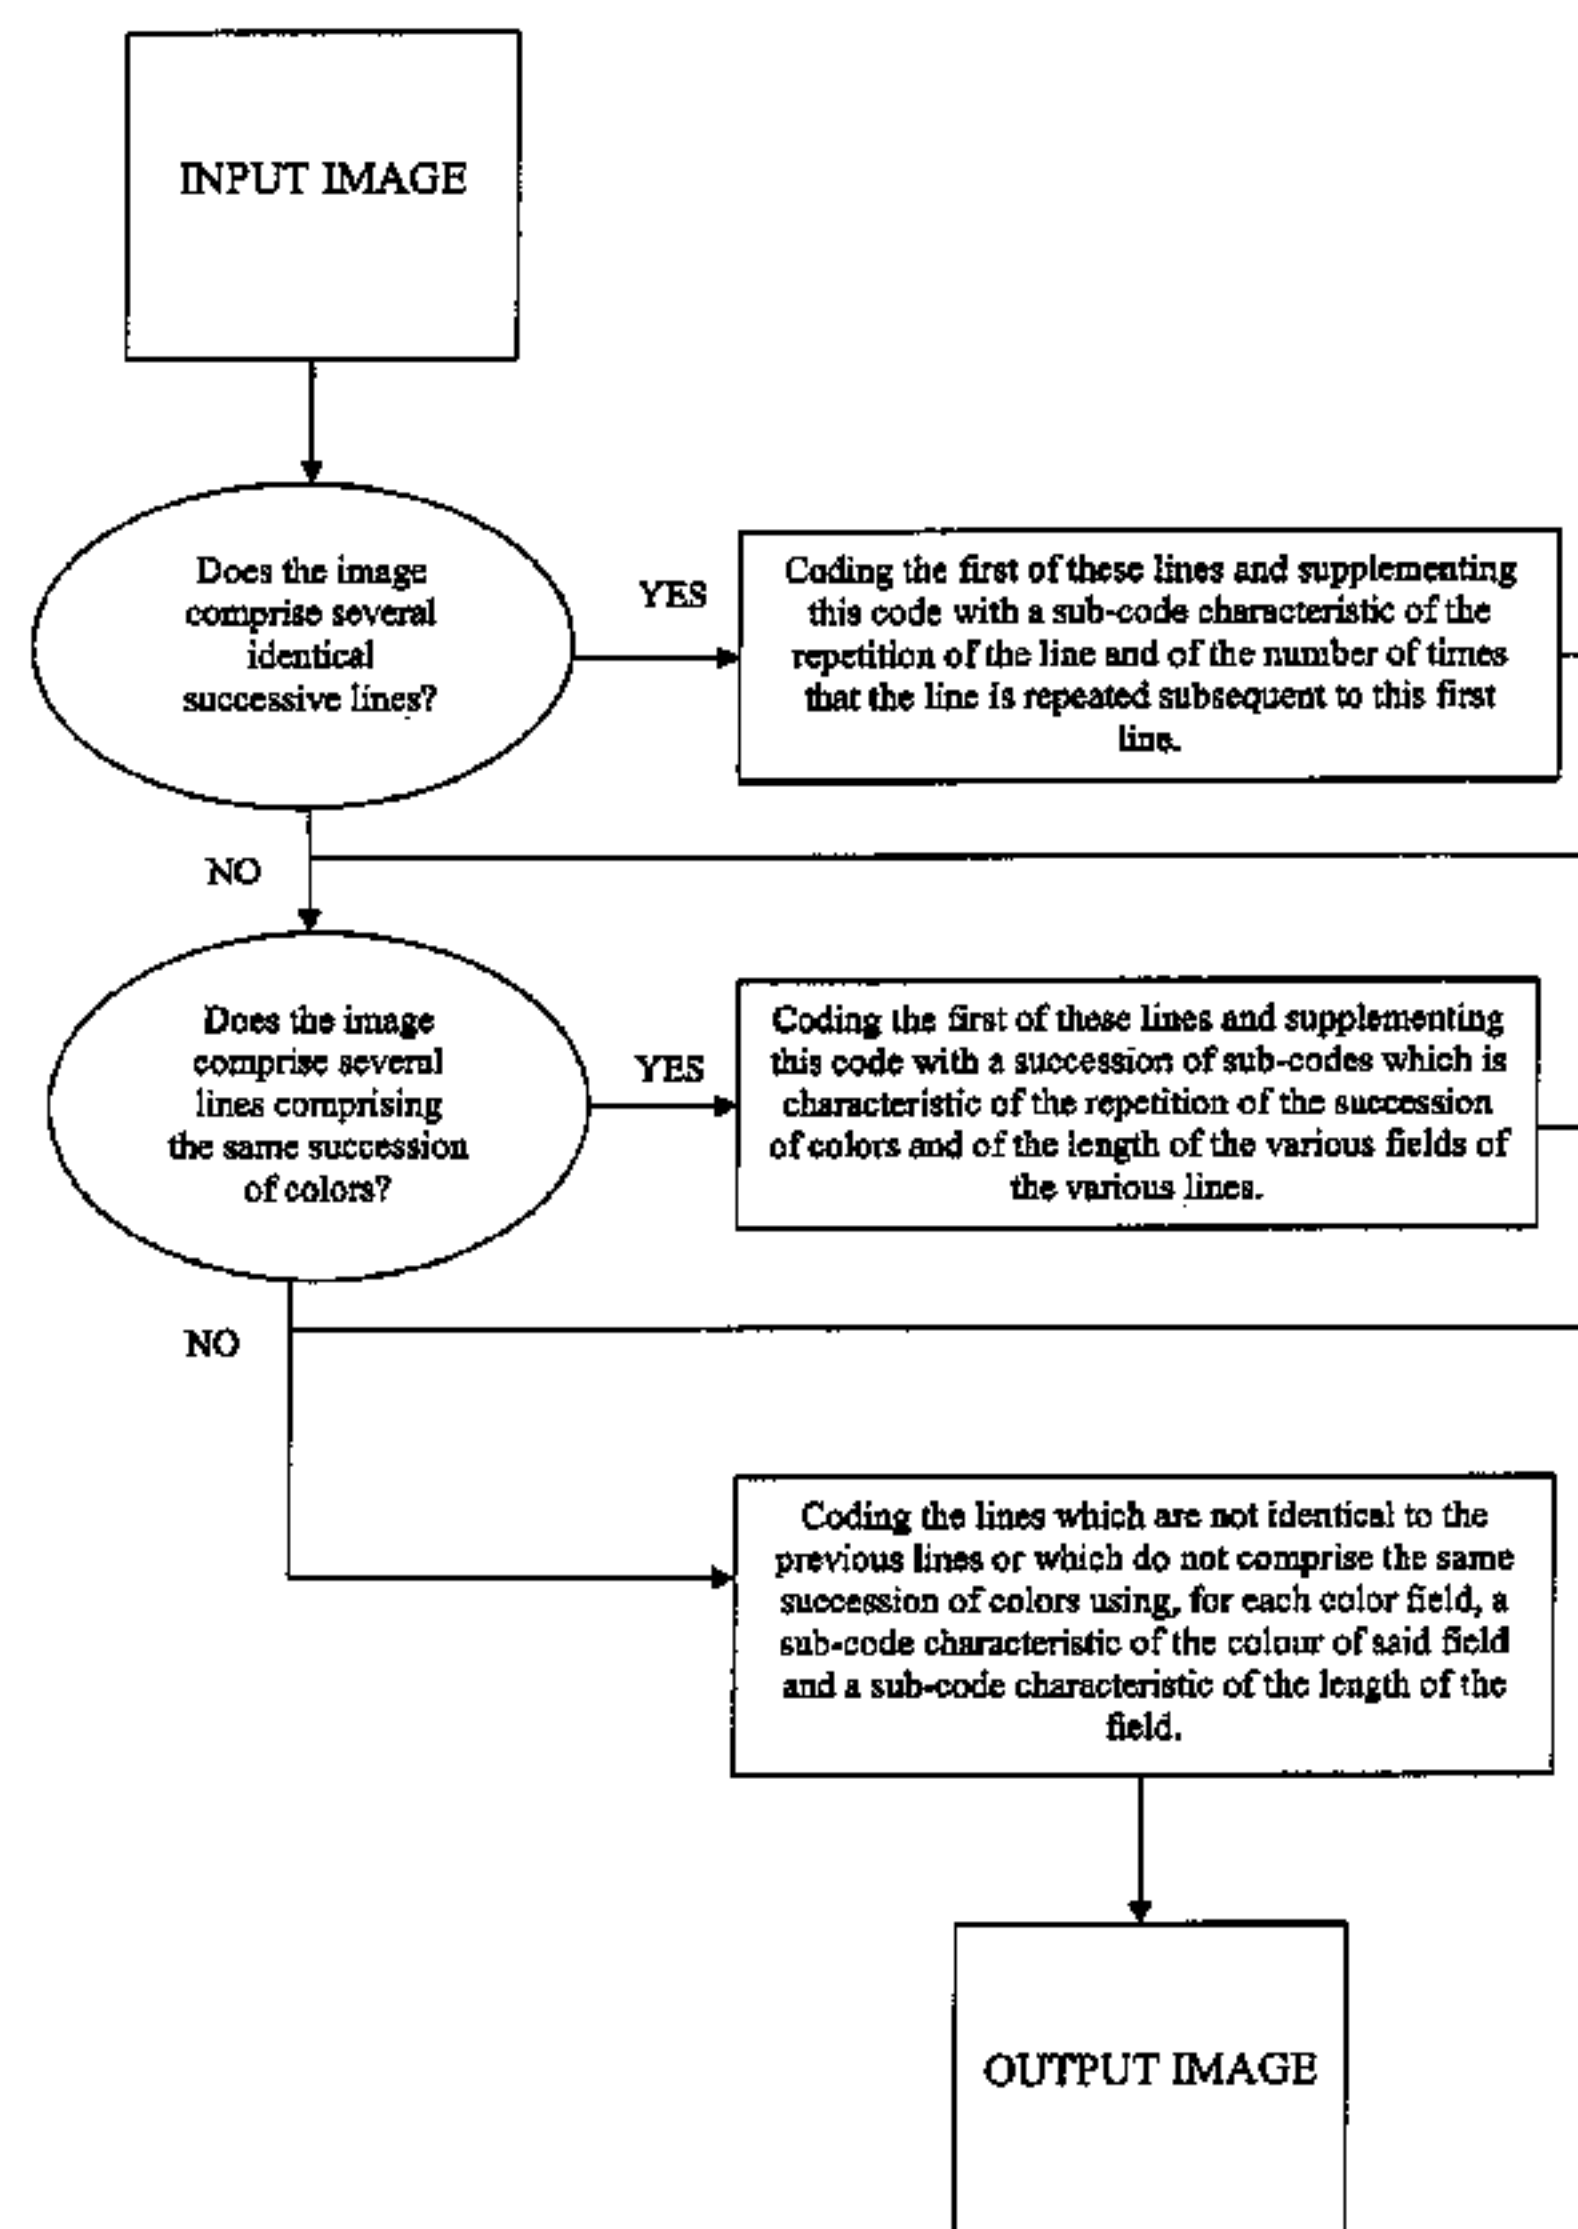 INPUT IMAGE
Does the image
comprise several
identical
successive lines?
YES
Coding the first of these lines and supplementing
this code with a sub-code characteristic of the
repetition of the line and of the number of times
that the line is repeated subsequent to this first
line.
NO
Does the image
comprise several
lines comprising
the same succession
of colors?
YES
Coding the first of these lines and supplementing
this code with a succession of sub-codes which is
characteristic of the repetition of the succession
of colors and of the length of the various fields of
the various lines.
NO
Coding the lines which are not identical to the
previous lines or which do not comprise the same
succession of colors using, for each color field, a
sub-code characteristic of the colour of said field
and a sub-code characteristic of the length of the
field.
OUTPUT IMAGE